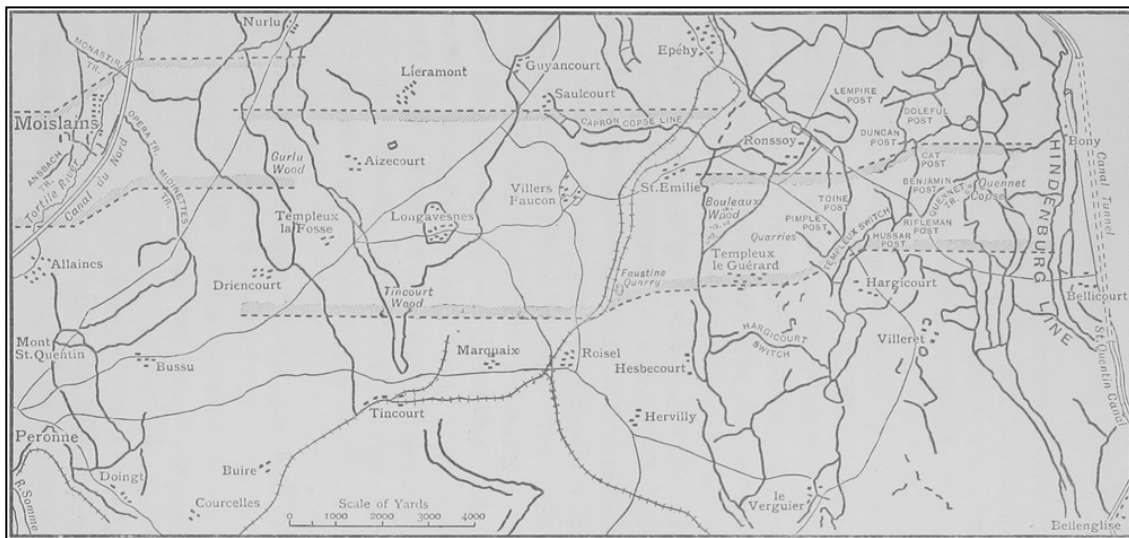 Nurlu
Epéhy
MONASTIR
TR.
Guyancourt
Lieramont
Saulcourt
LEMPIRE
POST
DOLEFUL
POST
Moislains
OPERA TR.
CAPRON COPSE LINE
DUNCAN
POST
Ronssoy
Bony
ANSBACH
TR.
Tortile River
Canal du Nord
MIDINETTES
TR.
Gurlu
Wood
Aizecourt
CAT
POST
Villers
Faucon
St. Emilie
BENJAMIN
POST
QUENNET
TR.
Quennet
Copse
Bouleaux
Wood
TOINE
POST
Templeux
la Fosse
Longavesnes
PIMPLE
POST
RIFLEMAN
POST
HUSSAR
POST
TEMPLEUX SWITCH
Quarries
HINDENBURG LINE
Canal Tunnel
Allaines
Templeux
le Guérard
Driencourt
Faustine
Quarry
Hargicourt
Bellicourt
Tincourt
Wood
Mont
St. Quentin
Bussu
Marquaix
Roisel
HARGICOURT
SWITCH
Villeret
Hesbecourt
St. Quentin Canal
Tincourt
Hervilly
Peronne
Buire
Doingt
R. Somme
Courcelles
Scale of Yards
0 1000 2000 3000 4000
le
Verguier
Bellenglise